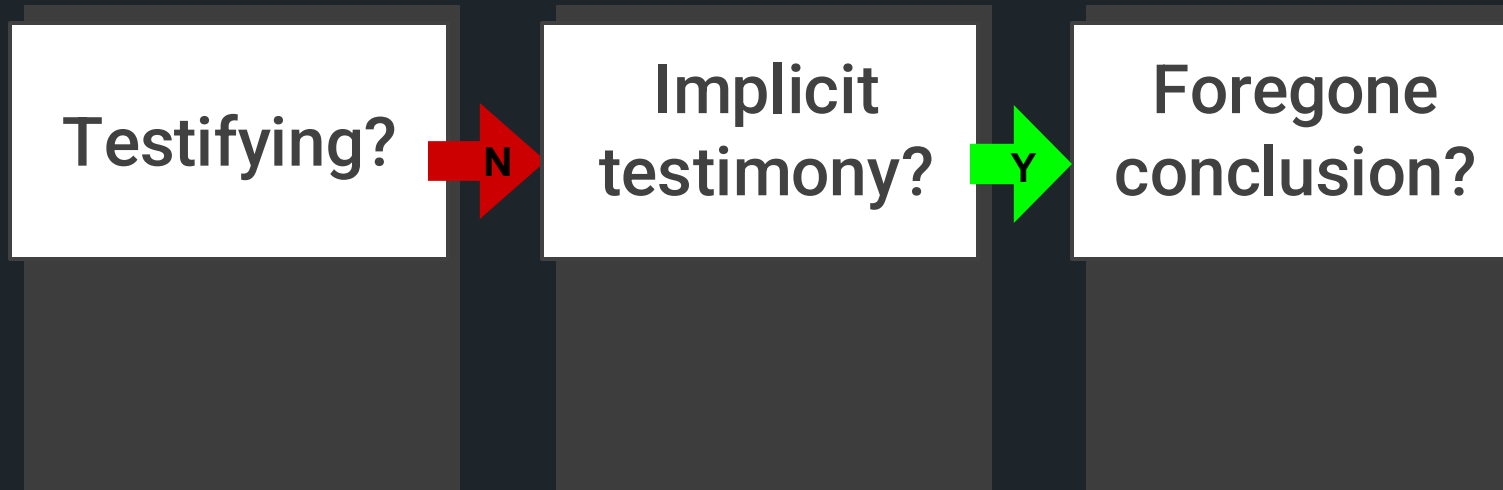 Testifying?
N
Implicit
testimony?
Y
Foregone
conclusion?